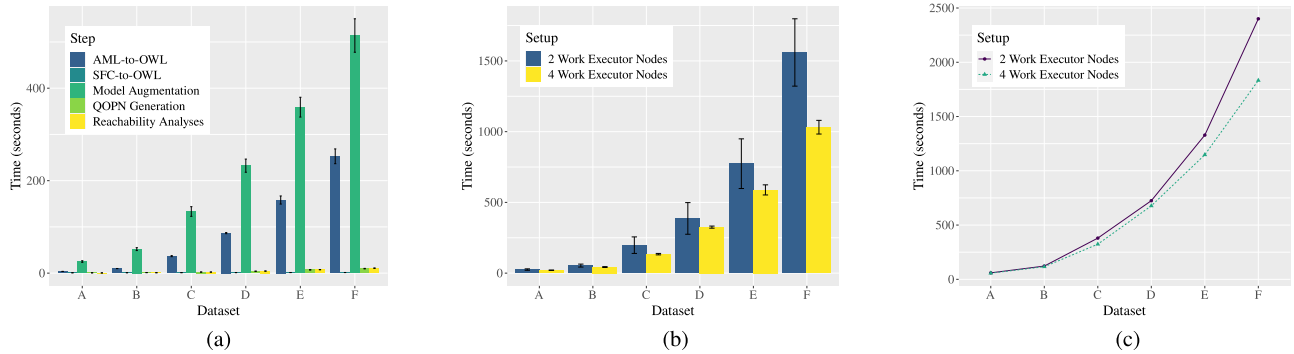 Step
AML-to-OWL
SFC-to-OWL
Model Augmentation
QOPN Generation
Reachability Analyses
Time (seconds)
400
200
0
A B C D E F
Dataset
(a)
Setup
2 Work Executor Nodes
4 Work Executor Nodes
Time (seconds)
1500
1000
500
0
A B C D E F
Dataset
(b)
Setup
2 Work Executor Nodes
4 Work Executor Nodes
Time (seconds)
2500
2000
1500
1000
500
0
A B C D E F
Dataset
(c)